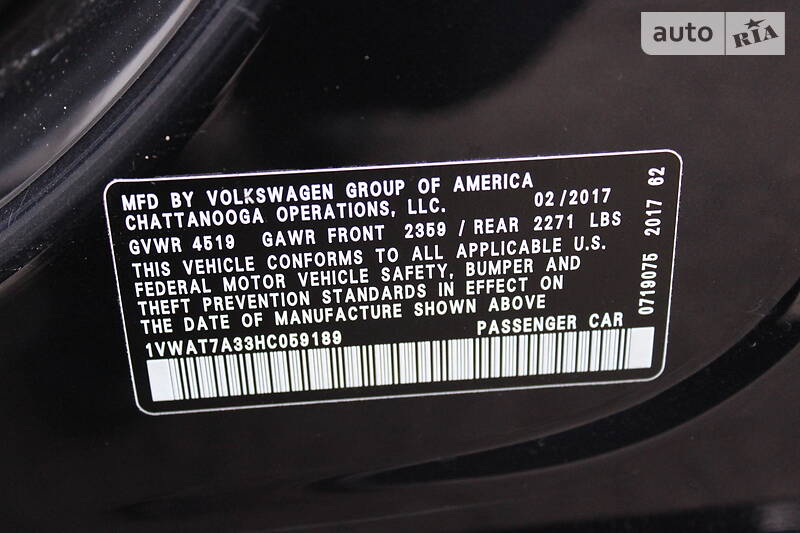 auto RIA
MFD BY VOLKSWAGEN GROUP OF AMERICA
CHATTANOOGA OPERATIONS, LLC. 02/2017
GVWR 4519 GAWR FRONT 2359 / REAR 2271 LBS
THIS VEHICLE CONFORMS TO ALL APPLICABLE U.S.
FEDERAL MOTOR VEHICLE SAFETY, BUMPER AND
THEFT PREVENTION STANDARDS IN EFFECT ON
THE DATE OF MANUFACTURE SHOWN ABOVE
1VWAT7A33HC059189 PASSENGER CAR
0719075 2017 62